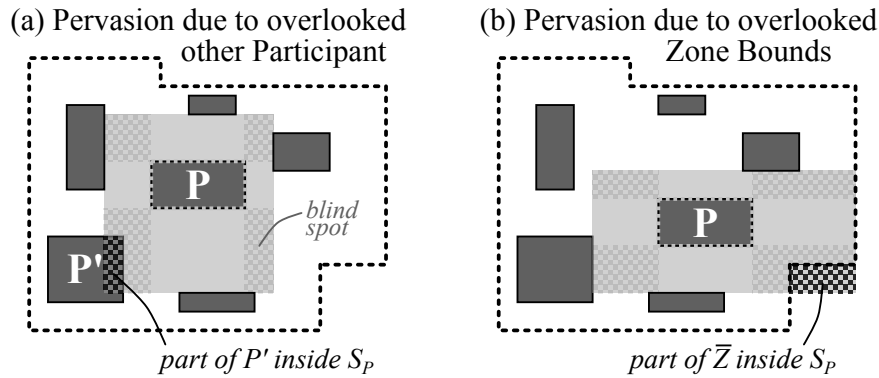 (a) Pervasion due to overlooked
other Participant
(b) Pervasion due to overlooked
Zone Bounds
P
blind
spot
P'
part of P' inside S_P
P
part of Z̅ inside S_P